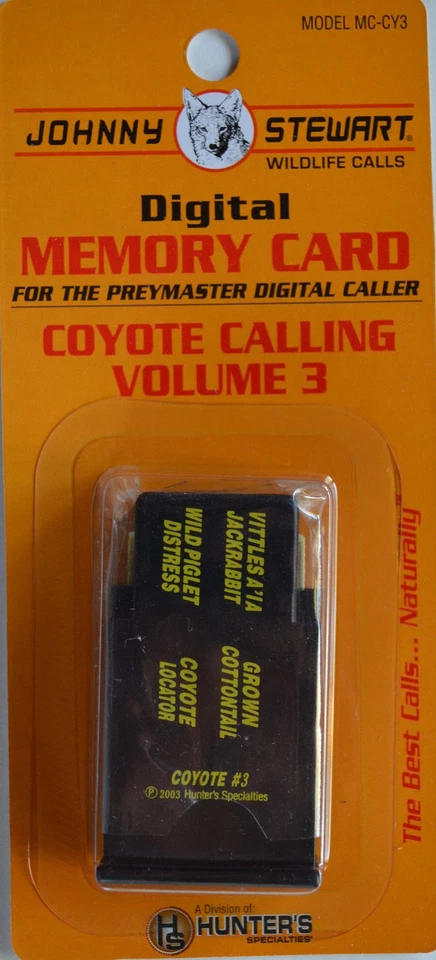 MODEL MC-CY3
JOHNNY STEWART®
WILDLIFE CALLS
Digital
MEMORY CARD
FOR THE PREYMASTER DIGITAL CALLER
COYOTE CALLING
VOLUME 3
VITTLES A'IA
JACKRABBIT
WILD PIGLET
DISTRESS
GROWN
COTTONTAIL
COYOTE
LOCATOR
COYOTE #3
℗ 2003 Hunter's Specialties
The Best Calls... Naturally™
A Division of:
HS
HUNTER'S
SPECIALTIES®